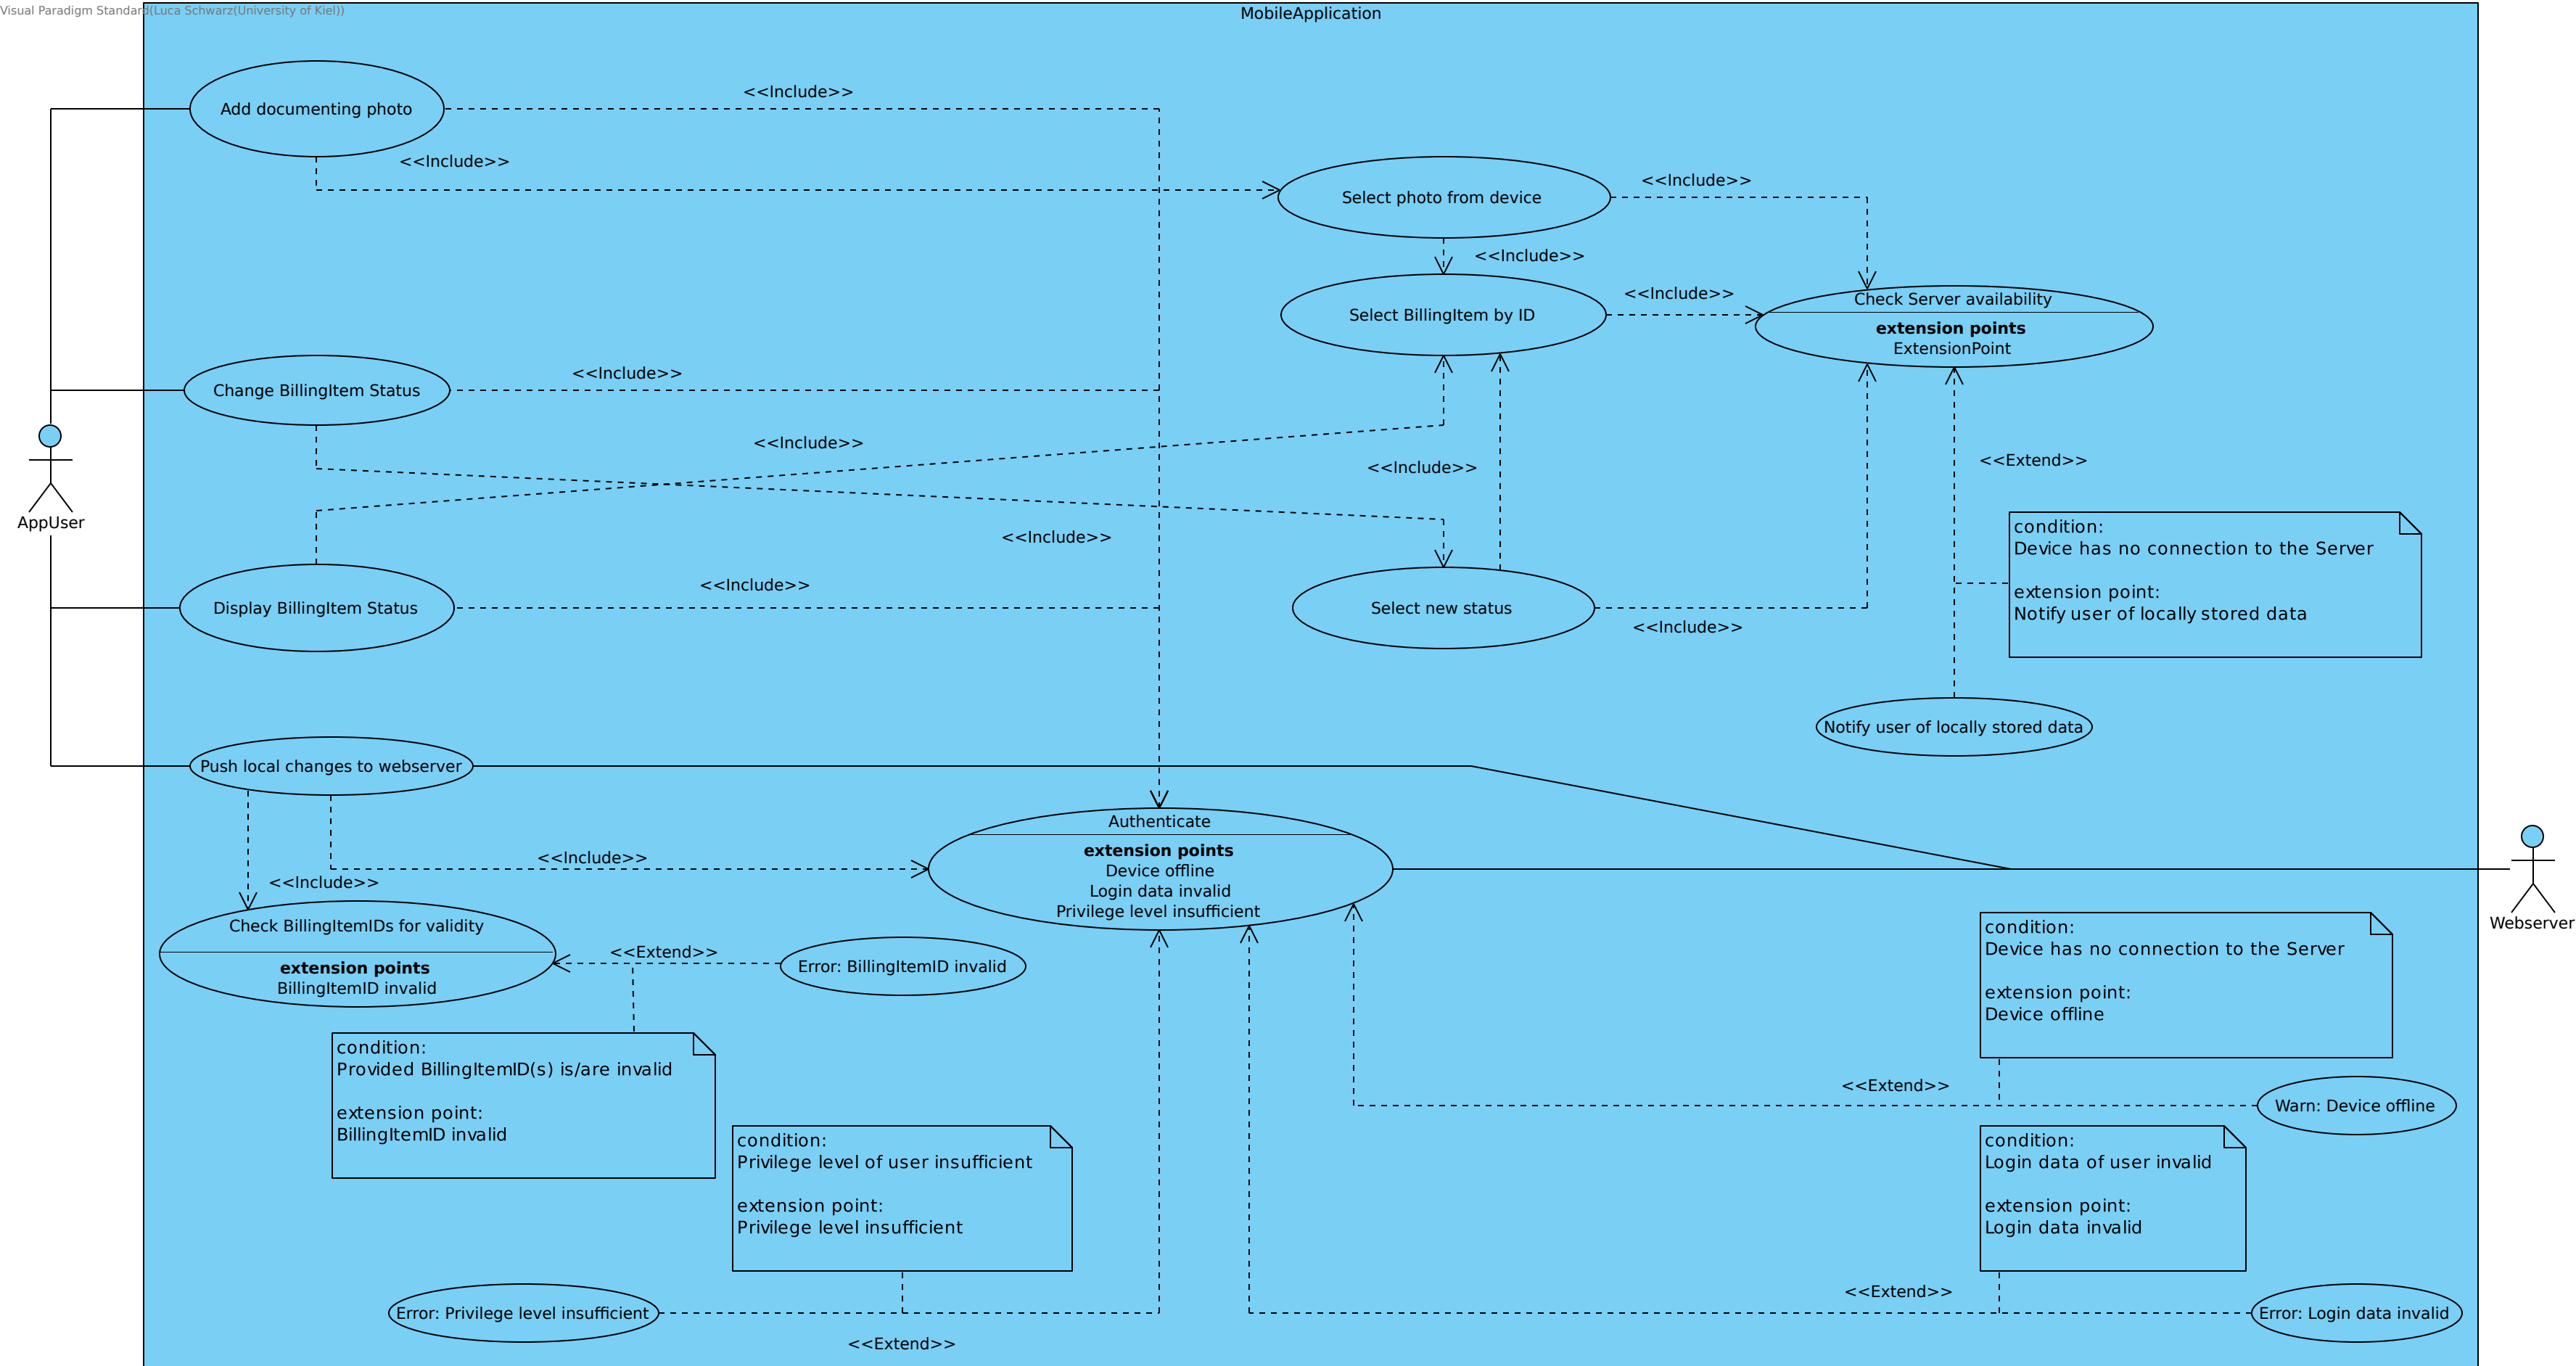 Visual Paradigm Standard(Luca Schwarz(University of Kiel))
MobileApplication
Add documenting photo
<<Include>>
<<Include>>
Select photo from device
<<Include>>
<<Include>>
Select BillingItem by ID
<<Include>>
Check Server availability
extension points
ExtensionPoint
Change BillingItem Status
<<Include>>
<<Include>>
<<Include>>
<<Extend>>
AppUser
condition:
Device has no connection to the Server
extension point:
Notify user of locally stored data
<<Include>>
Display BillingItem Status
<<Include>>
Select new status
<<Include>>
Notify user of locally stored data
Push local changes to webserver
<<Include>>
<<Include>>
Authenticate
extension points
Device offline
Login data invalid
Privilege level insufficient
Webserver
Check BillingItemIDs for validity
extension points
BillingItemID invalid
<<Extend>>
Error: BillingItemID invalid
condition:
Device has no connection to the Server
extension point:
Device offline
condition:
Provided BillingItemID(s) is/are invalid
extension point:
BillingItemID invalid
<<Extend>>
Warn: Device offline
condition:
Privilege level of user insufficient
extension point:
Privilege level insufficient
condition:
Login data of user invalid
extension point:
Login data invalid
Error: Privilege level insufficient
<<Extend>>
<<Extend>>
Error: Login data invalid